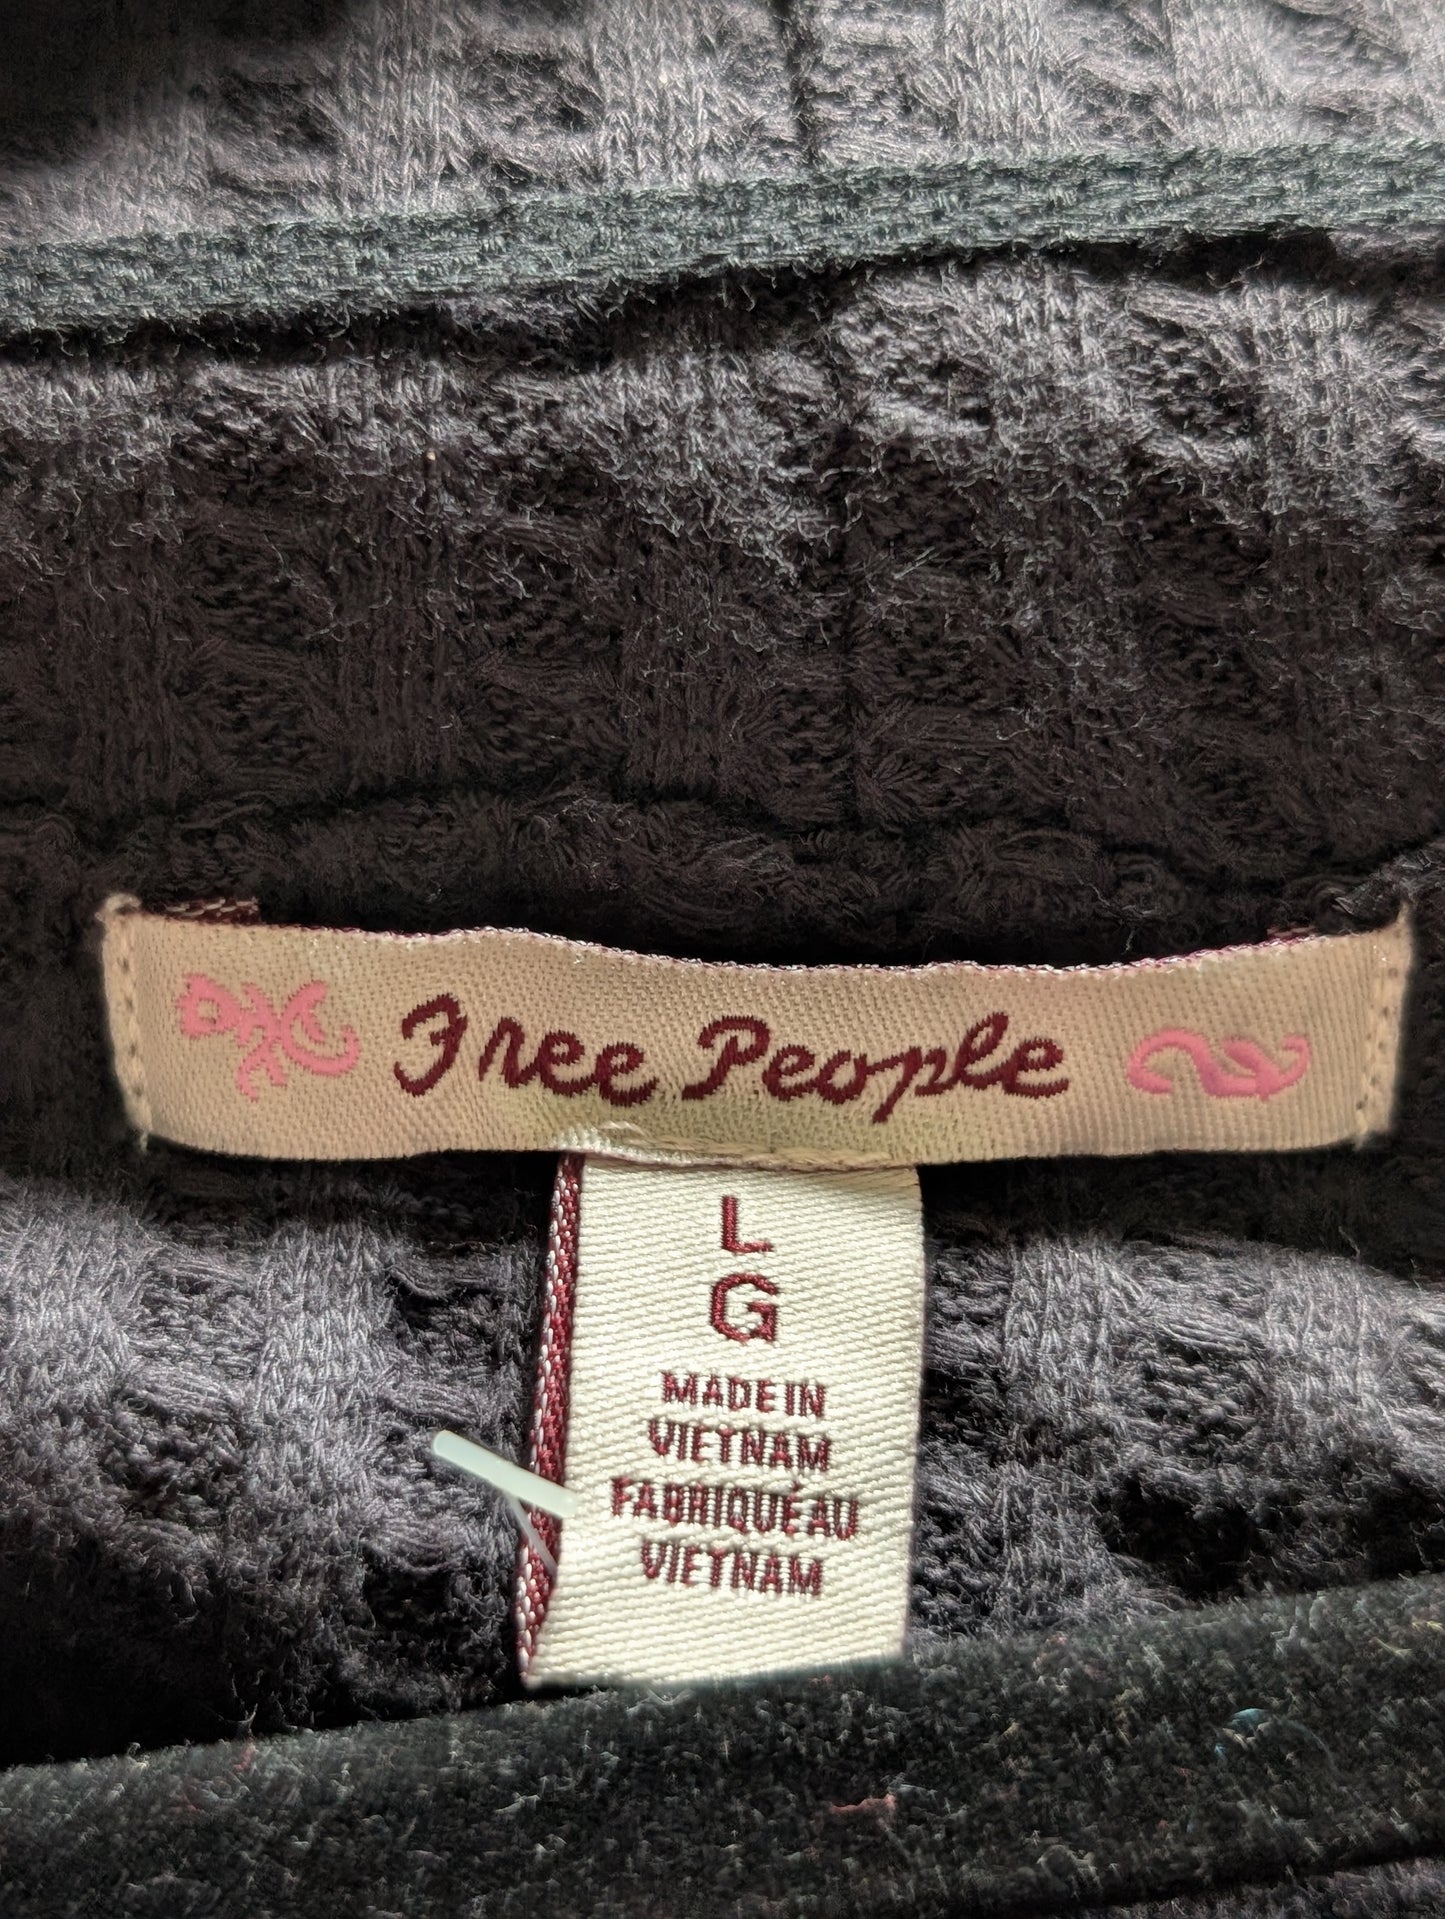 Free People
L
G
MADE IN
VIETNAM
FABRIQUÉ AU
VIETNAM